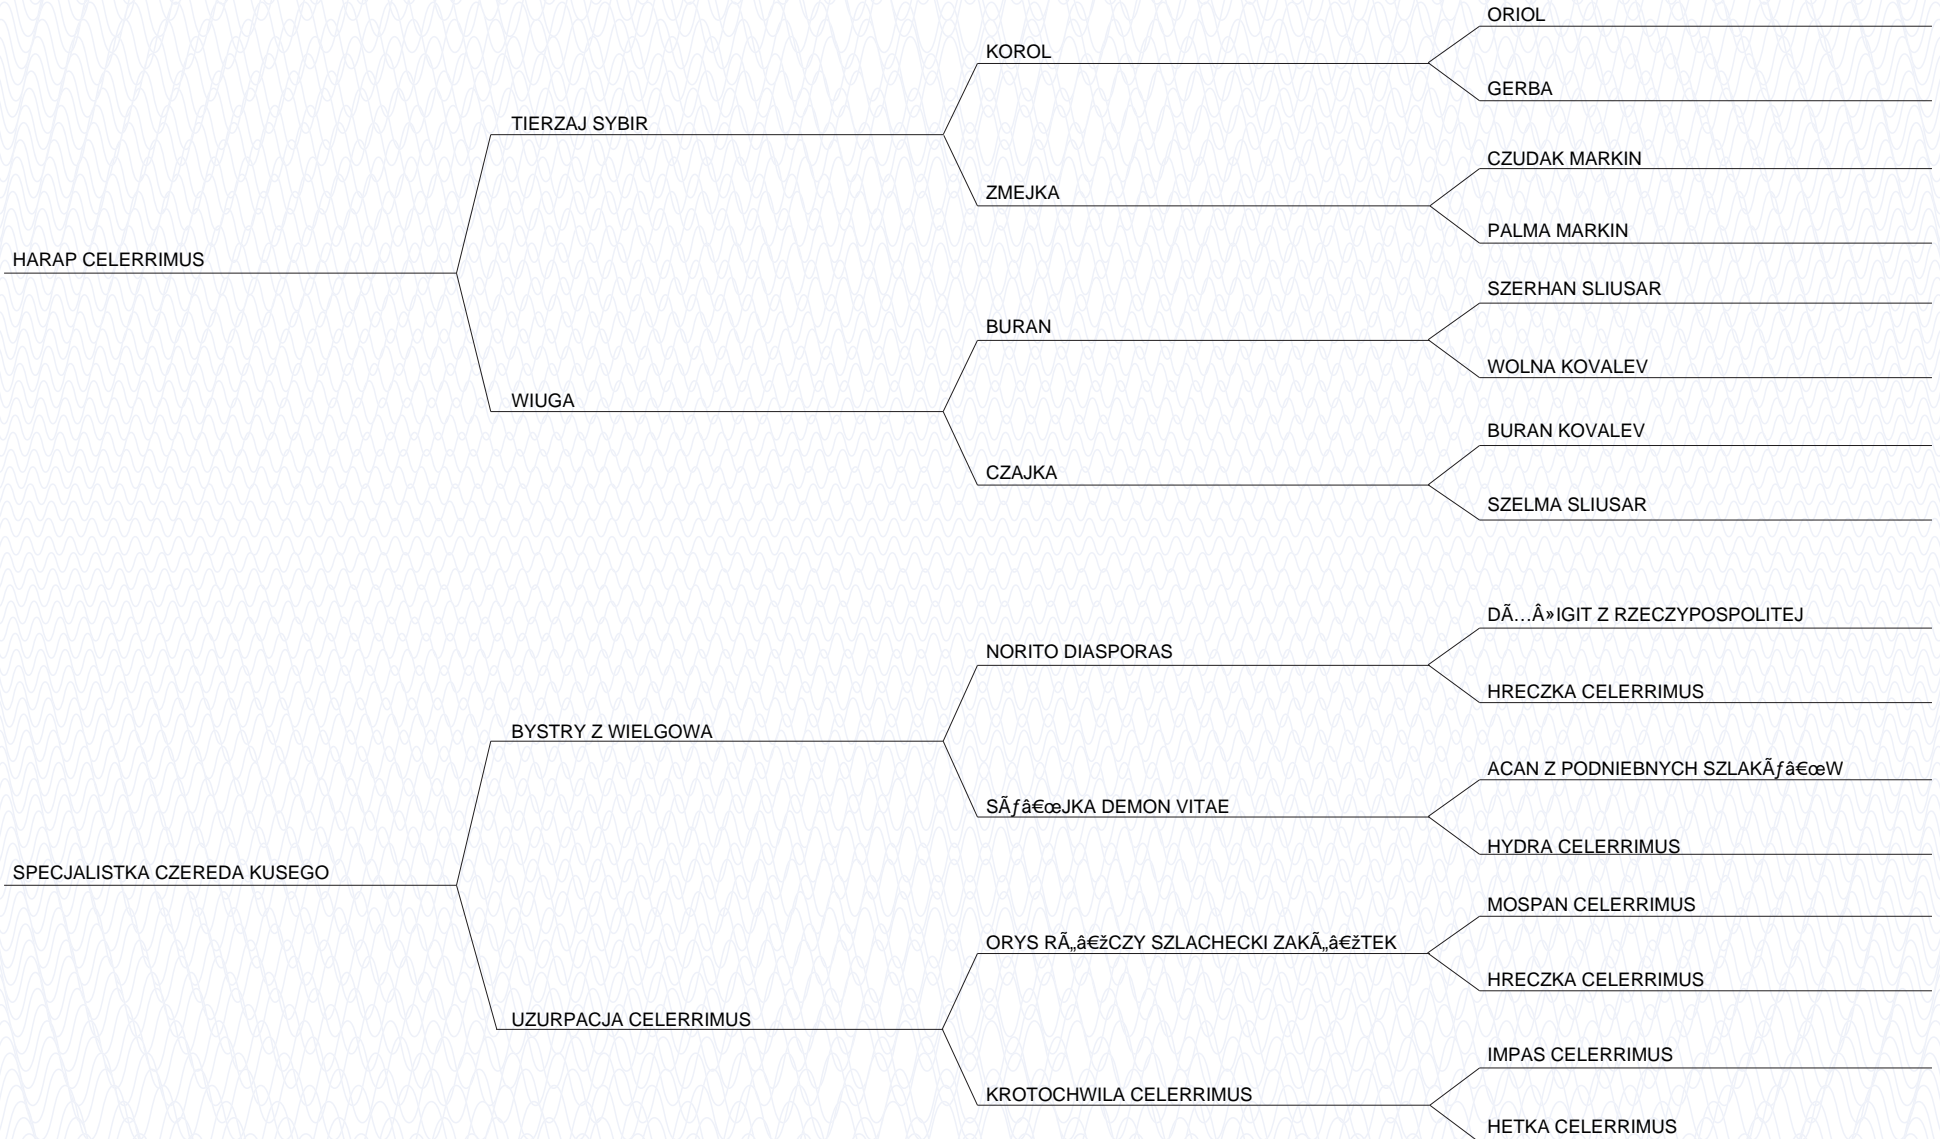 ORIOL
KOROL
GERBA
TIERZAJ SYBIR
CZUDAK MARKIN
ZMEJKA
PALMA MARKIN
HARAP CELERRIMUS
SZERHAN SLIUSAR
BURAN
WOLNA KOVALEV
WIUGA
BURAN KOVALEV
CZAJKA
SZELMA SLIUSAR
DÃ…Â»IGIT Z RZECZYPOSPOLITEJ
NORITO DIASPORAS
HRECZKA CELERRIMUS
BYSTRY Z WIELGOWA
ACAN Z PODNIEBNYCH SZLAKÃƒâ€œW
SÃƒâ€œJKA DEMON VITAE
HYDRA CELERRIMUS
SPECJALISTKA CZEREDA KUSEGO
MOSPAN CELERRIMUS
ORYS RÃ„â€žCZY SZLACHECKI ZAKÃ„â€žTEK
HRECZKA CELERRIMUS
UZURPACJA CELERRIMUS
IMPAS CELERRIMUS
KROTOCHWILA CELERRIMUS
HETKA CELERRIMUS